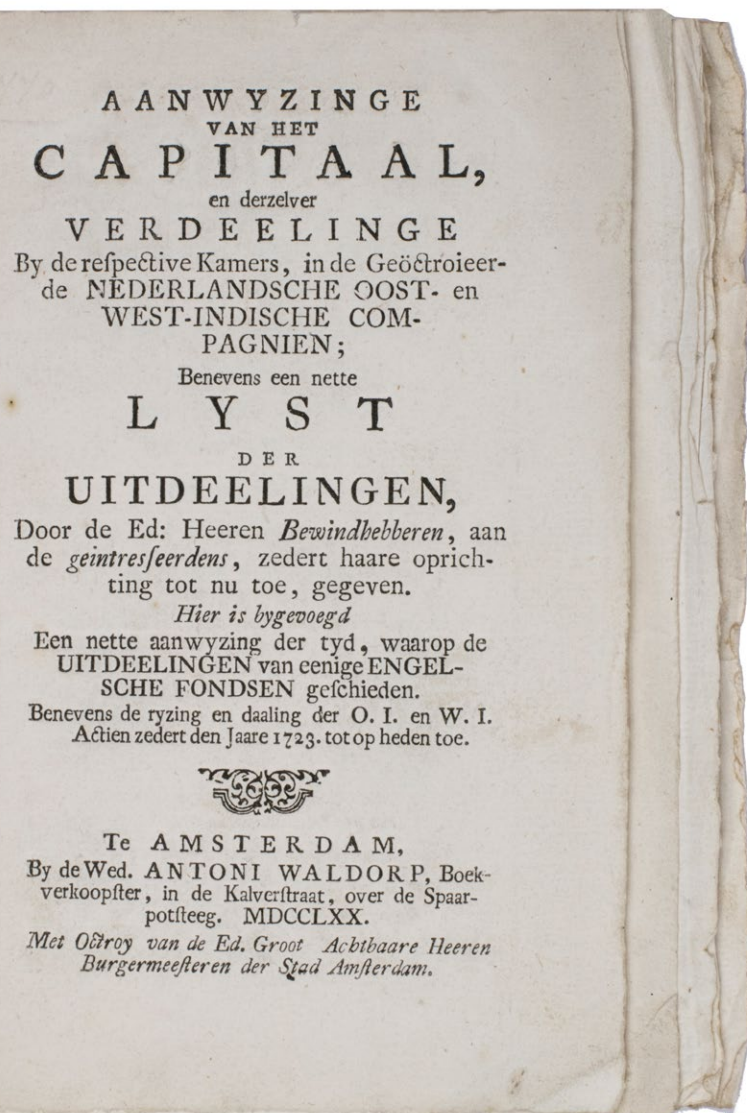 AANWYZINGE
VAN HET
CAPITAAL,
en derzelver
VERDEELINGE
By de reſpective Kamers, in de Geöctroieer-
de NEDERLANDSCHE OOST- en
WEST-INDISCHE COM-
PAGNIEN;
Benevens een nette
LYST
DER
UITDEELINGEN,
Door de Ed: Heeren Bewindhebberen, aan
de geintresſeerdens, zedert haare oprich-
ting tot nu toe, gegeven.
Hier is bygevoegd
Een nette aanwyzing der tyd, waarop de
UITDEELINGEN van eenige ENGEL-
SCHE FONDSEN geſchieden.
Benevens de ryzing en daaling der O. I. en W. I.
Actien zedert den Jaare 1723. tot op heden toe.
Te AMSTERDAM,
By de Wed. ANTONI WALDORP, Boek-
verkoopſter, in de Kalverſtraat, over de Spaar-
potſteeg. MDCCLXX.
Met Octroy van de Ed. Groot Achtbaare Heeren
Burgermeeſteren der Stad Amſterdam.